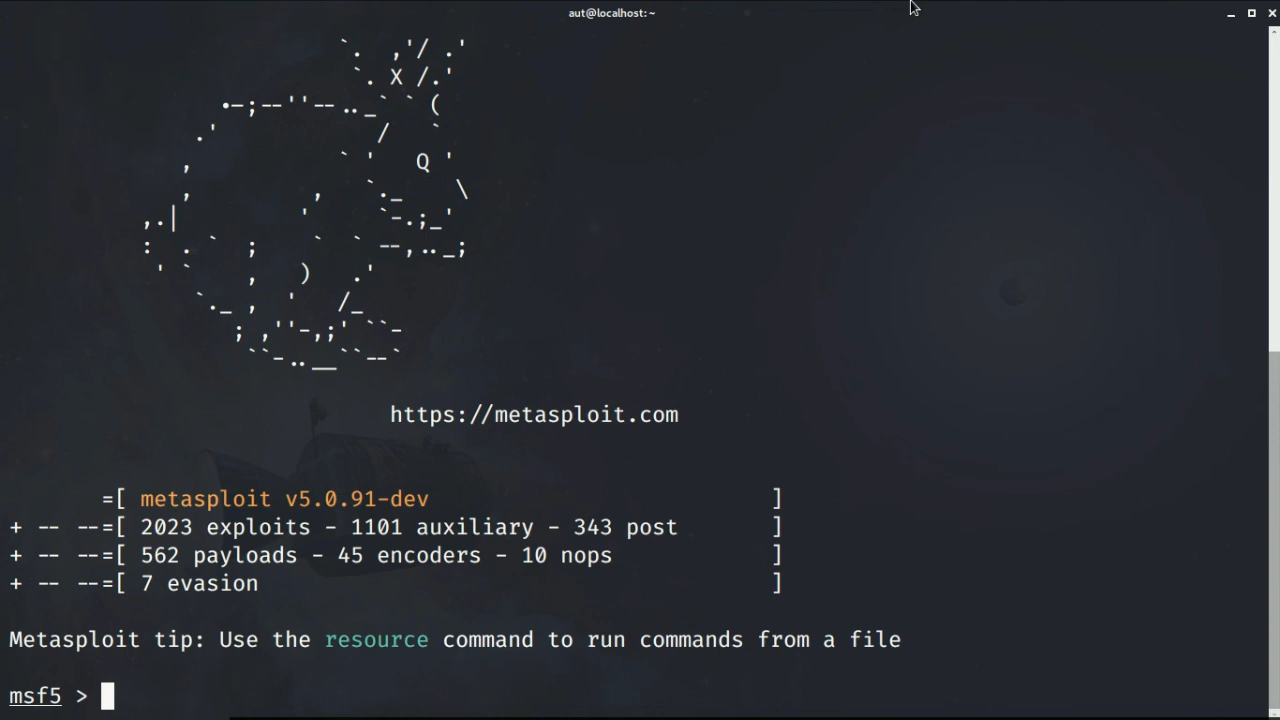 aut@localhost:~
`. ,'/ .'
`. X /.'
•—;--''--.._` ` (
.' / `
, ` ' Q '
, , `._ \
,.| ' `-.;_'
: . ` ; ` ` --,.._;
' ` , ) .'
`._ , ' /_
; ,''-,;' ``-
``-..__``--`
https://metasploit.com
=[ metasploit v5.0.91-dev ]
+ -- --=[ 2023 exploits - 1101 auxiliary - 343 post ]
+ -- --=[ 562 payloads - 45 encoders - 10 nops ]
+ -- --=[ 7 evasion ]
Metasploit tip: Use the resource command to run commands from a file
msf5 >